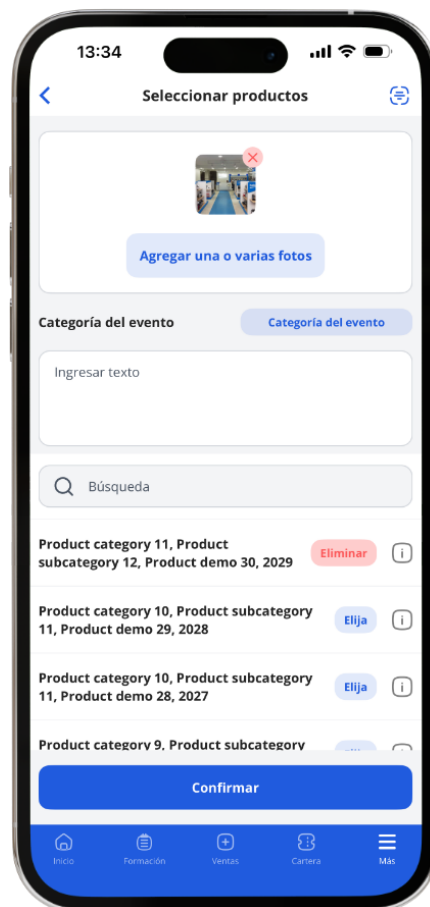 13:34
Seleccionar productos
Agregar una o varias fotos
Categoría del evento
Categoría del evento
Ingresar texto
Búsqueda
Product category 11, Product
subcategory 12, Product demo 30, 2029
Eliminar
Product category 10, Product subcategory
11, Product demo 29, 2028
Elija
Product category 10, Product subcategory
11, Product demo 28, 2027
Elija
Product category 9, Product subcategory
Confirmar
Inicio
Formación
Ventas
Cartera
Más